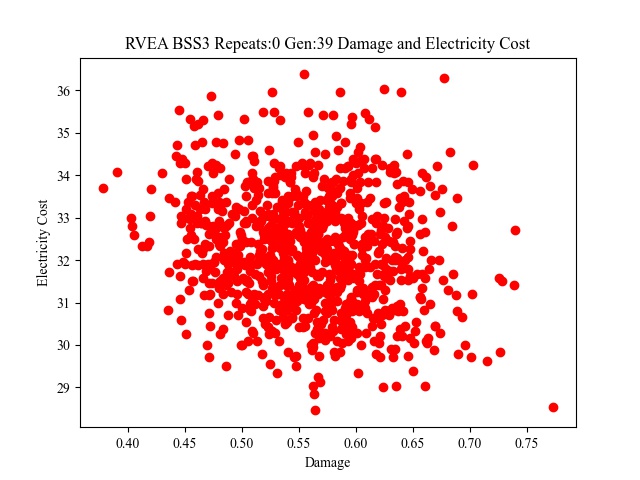 RVEA BSS3 Repeats:0 Gen:39 Damage and Electricity Cost
36
35
34
33
32
31
30
29
Electricity Cost
0.40 0.45 0.50 0.55 0.60 0.65 0.70 0.75
Damage